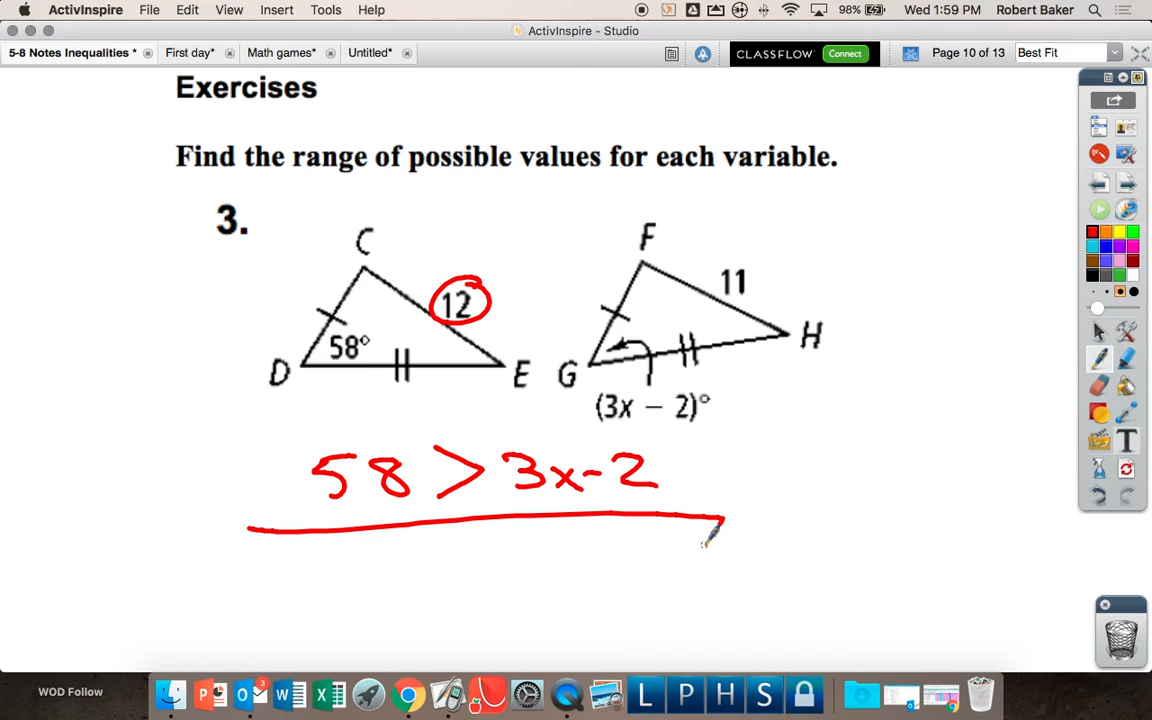 ActivInspire File Edit View Insert Tools Help 98% Wed 1:59 PM Robert Baker
ActivInspire - Studio
5-8 Notes Inequalities * First day* Math games* Untitled* CLASSFLOW Connect Page 10 of 13 Best Fit
Exercises
Find the range of possible values for each variable.
3.
C F
12 11
58° H
D E G
(3x − 2)°
58 > 3x-2
WOD Follow
3
L P H S